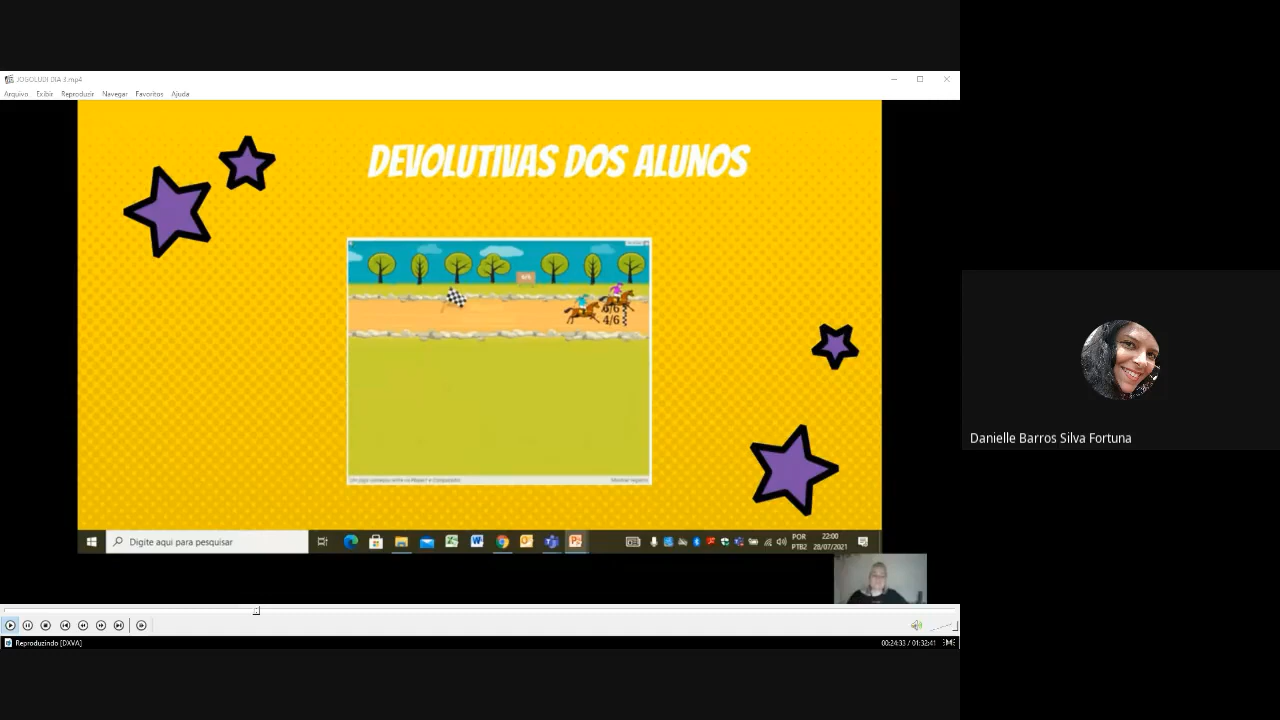 JOGOLUDI DIA 3.mp4
Arquivo Exibir Reproduzir Navegar Favoritos Ajuda
DEVOLUTIVAS DOS ALUNOS
6/6
4/6
Digite aqui para pesquisar
POR
PTB2
22:00
28/07/2021
Danielle Barros Silva Fortuna
Reproduzindo [DXVA]
00:24:33 / 01:32:41